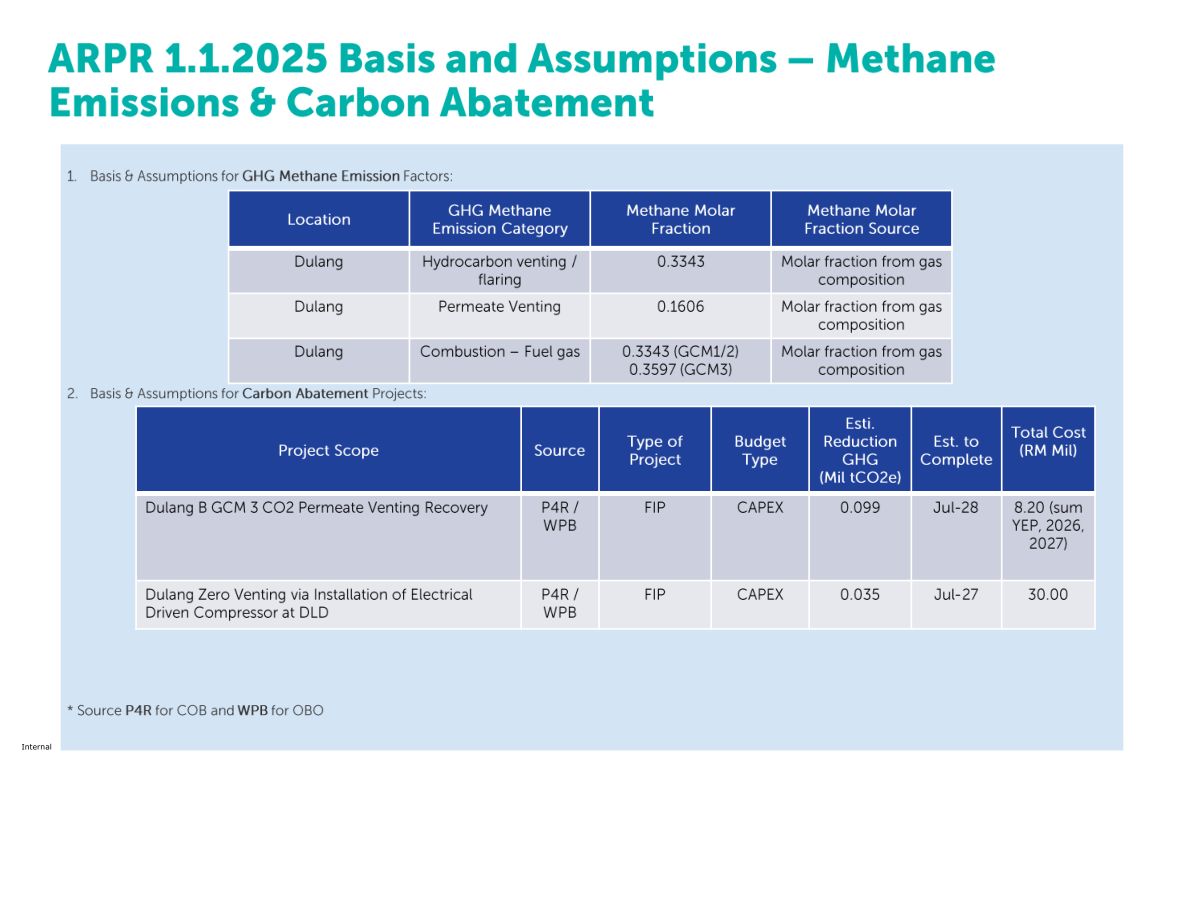 ARPR 1.1.2025 Basis and Assumptions – Methane
Emissions & Carbon Abatement
1. Basis & Assumptions for GHG Methane Emission Factors:
Location
GHG Methane
Emission Category
Methane Molar
Fraction
Methane Molar
Fraction Source
Dulang
Hydrocarbon venting /
flaring
0.3343
Molar fraction from gas
composition
Dulang
Permeate Venting
0.1606
Molar fraction from gas
composition
Dulang
Combustion – Fuel gas
0.3343 (GCM1/2)
0.3597 (GCM3)
Molar fraction from gas
composition
2. Basis & Assumptions for Carbon Abatement Projects:
Project Scope
Source
Type of
Project
Budget
Type
Esti.
Reduction
GHG
(Mil tCO2e)
Est. to
Complete
Total Cost
(RM Mil)
Dulang B GCM 3 CO2 Permeate Venting Recovery
P4R /
WPB
FIP
CAPEX
0.099
Jul-28
8.20 (sum
YEP, 2026,
2027)
Dulang Zero Venting via Installation of Electrical
Driven Compressor at DLD
P4R /
WPB
FIP
CAPEX
0.035
Jul-27
30.00
* Source P4R for COB and WPB for OBO
Internal